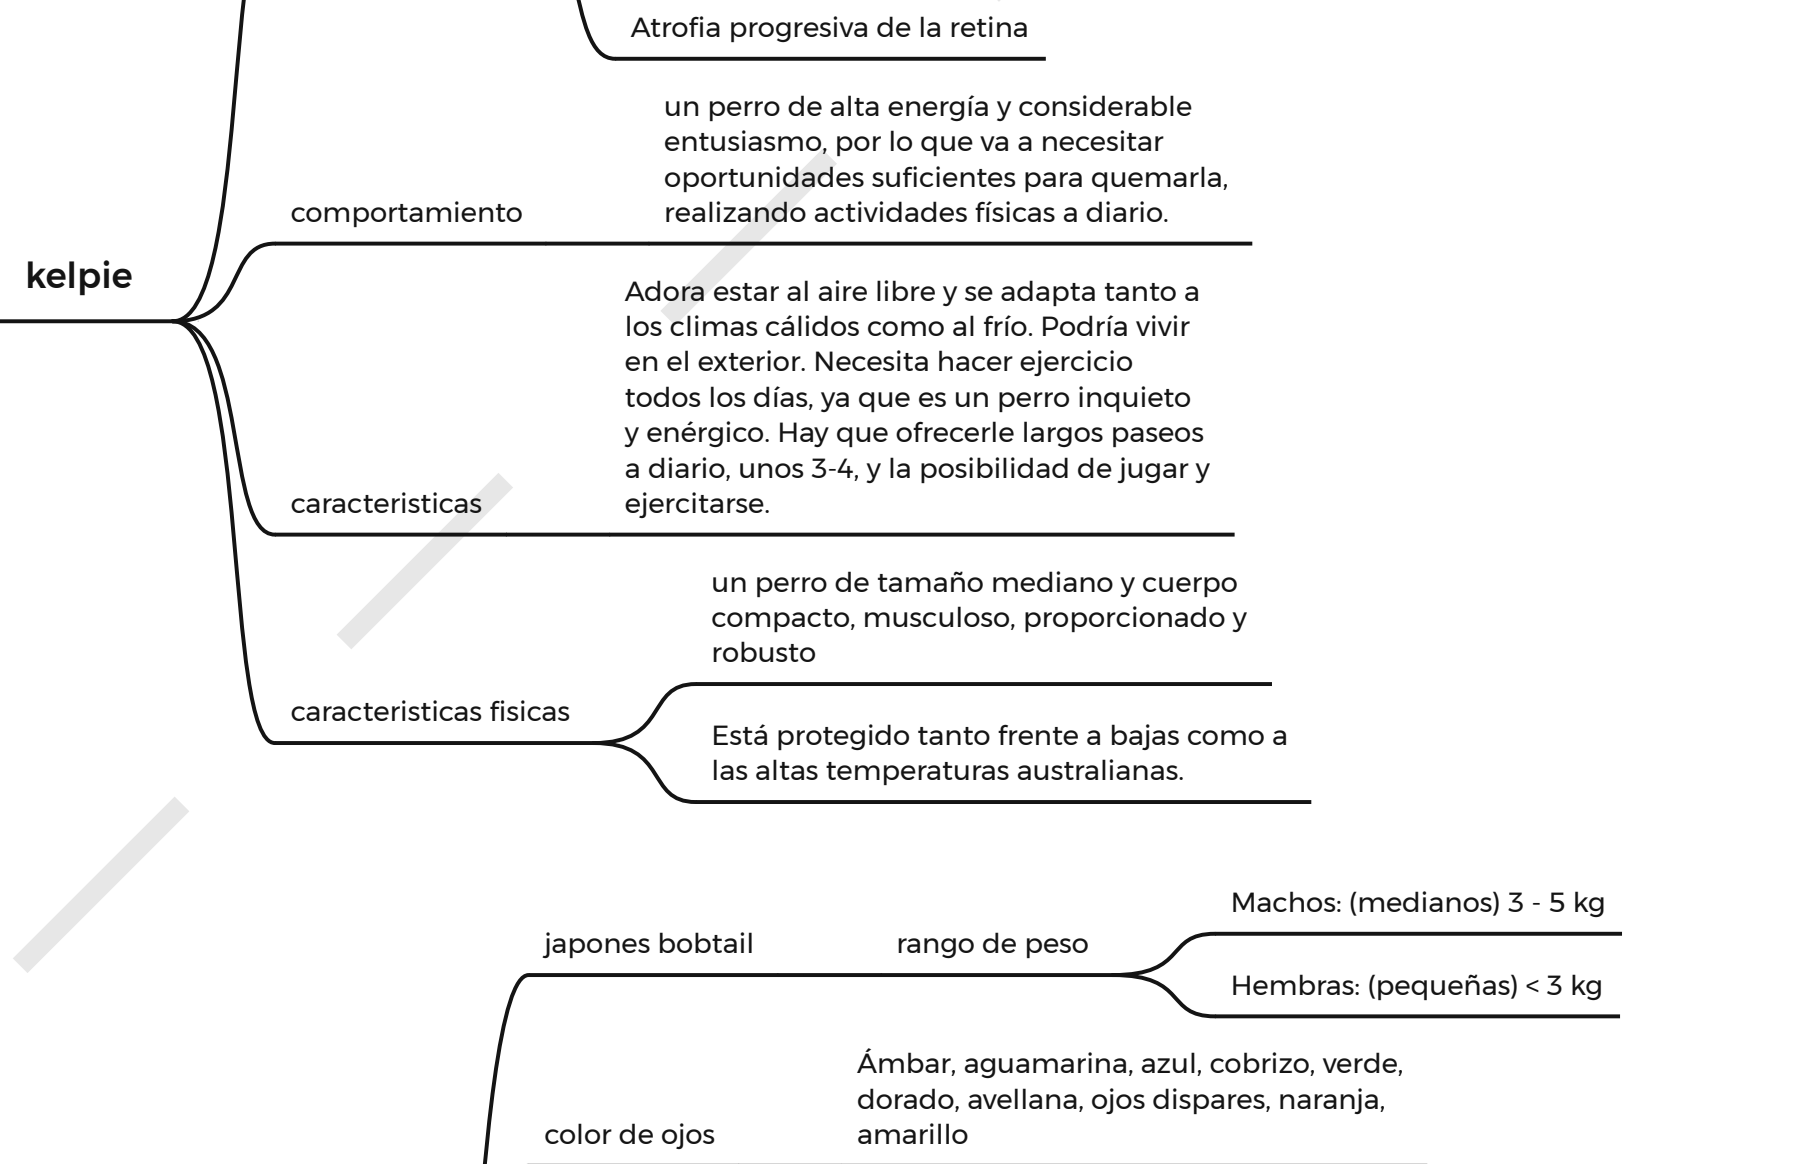 Atrofia progresiva de la retina
un perro de alta energía y considerable
entusiasmo, por lo que va a necesitar
oportunidades suficientes para quemarla,
realizando actividades físicas a diario.
comportamiento
kelpie
Adora estar al aire libre y se adapta tanto a
los climas cálidos como al frío. Podría vivir
en el exterior. Necesita hacer ejercicio
todos los días, ya que es un perro inquieto
y enérgico. Hay que ofrecerle largos paseos
a diario, unos 3-4, y la posibilidad de jugar y
ejercitarse.
caracteristicas
un perro de tamaño mediano y cuerpo
compacto, musculoso, proporcionado y
robusto
caracteristicas fisicas
Está protegido tanto frente a bajas como a
las altas temperaturas australianas.
Machos: (medianos) 3 - 5 kg
japones bobtail
rango de peso
Hembras: (pequeñas) < 3 kg
Ámbar, aguamarina, azul, cobrizo, verde,
dorado, avellana, ojos dispares, naranja,
amarillo
color de ojos